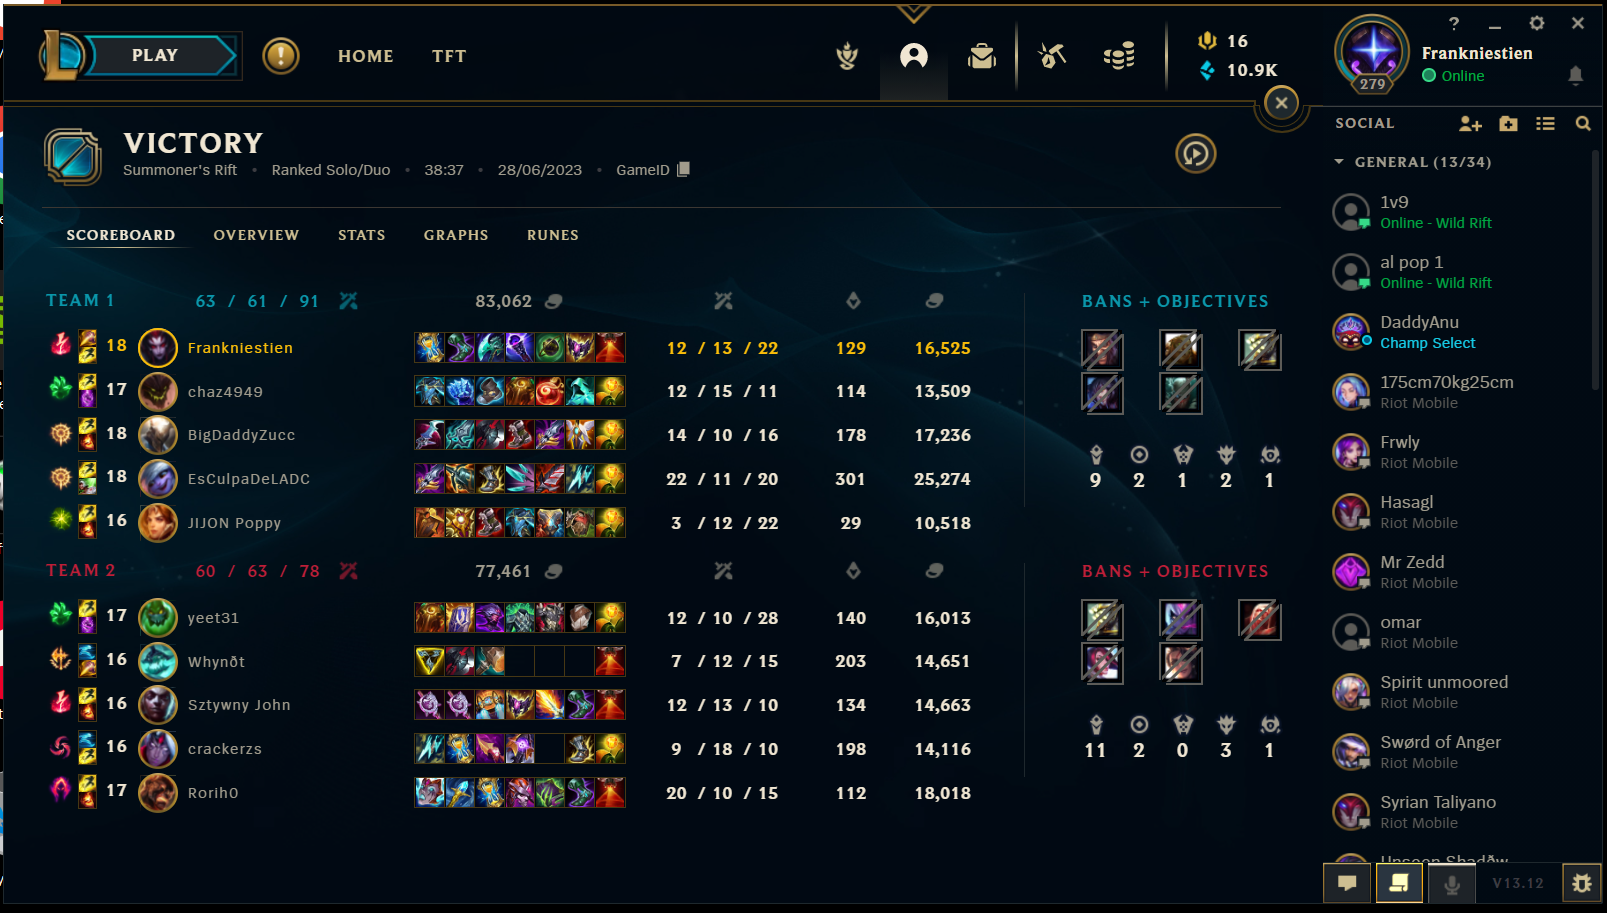 PLAY
HOME
TFT
16
10.9K
?
279
Frankniestien
Online
VICTORY
Summoner's Rift • Ranked Solo/Duo • 38:37 • 28/06/2023 • GameID
SCOREBOARD OVERVIEW STATS GRAPHS RUNES
TEAM 1 63 / 61 / 91 83,062
18 Frankniestien 12 / 13 / 22 129 16,525
17 chaz4949 12 / 15 / 11 114 13,509
18 BigDaddyZucc 14 / 10 / 16 178 17,236
18 EsCulpaDeLADC 22 / 11 / 20 301 25,274
16 JIJON Poppy 3 / 12 / 22 29 10,518
BANS + OBJECTIVES
9 2 1 2 1
TEAM 2 60 / 63 / 78 77,461
17 yeet31 12 / 10 / 28 140 16,013
16 Whynðt 7 / 12 / 15 203 14,651
16 Sztywny John 12 / 13 / 10 134 14,663
16 crackerzs 9 / 18 / 10 198 14,116
17 Rorih0 20 / 10 / 15 112 18,018
BANS + OBJECTIVES
11 2 0 3 1
SOCIAL
GENERAL (13/34)
1v9
Online - Wild Rift
al pop 1
Online - Wild Rift
DaddyAnu
Champ Select
175cm70kg25cm
Riot Mobile
Frwly
Riot Mobile
Hasagl
Riot Mobile
Mr Zedd
Riot Mobile
omar
Riot Mobile
Spirit unmoored
Riot Mobile
Swørd of Anger
Riot Mobile
Syrian Taliyano
Riot Mobile
Unseen Shadðw
V13.12